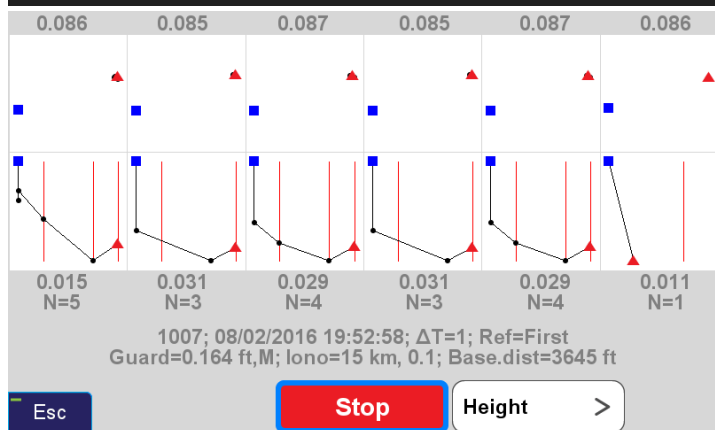 0.086 0.085 0.087 0.085 0.087 0.086
0.015 0.031 0.029 0.031 0.029 0.011
N=5 N=3 N=4 N=3 N=4 N=1
1007; 08/02/2016 19:52:58; ΔT=1; Ref=First
Guard=0.164 ft,M; Iono=15 km, 0.1; Base.dist=3645 ft
Esc Stop Height >